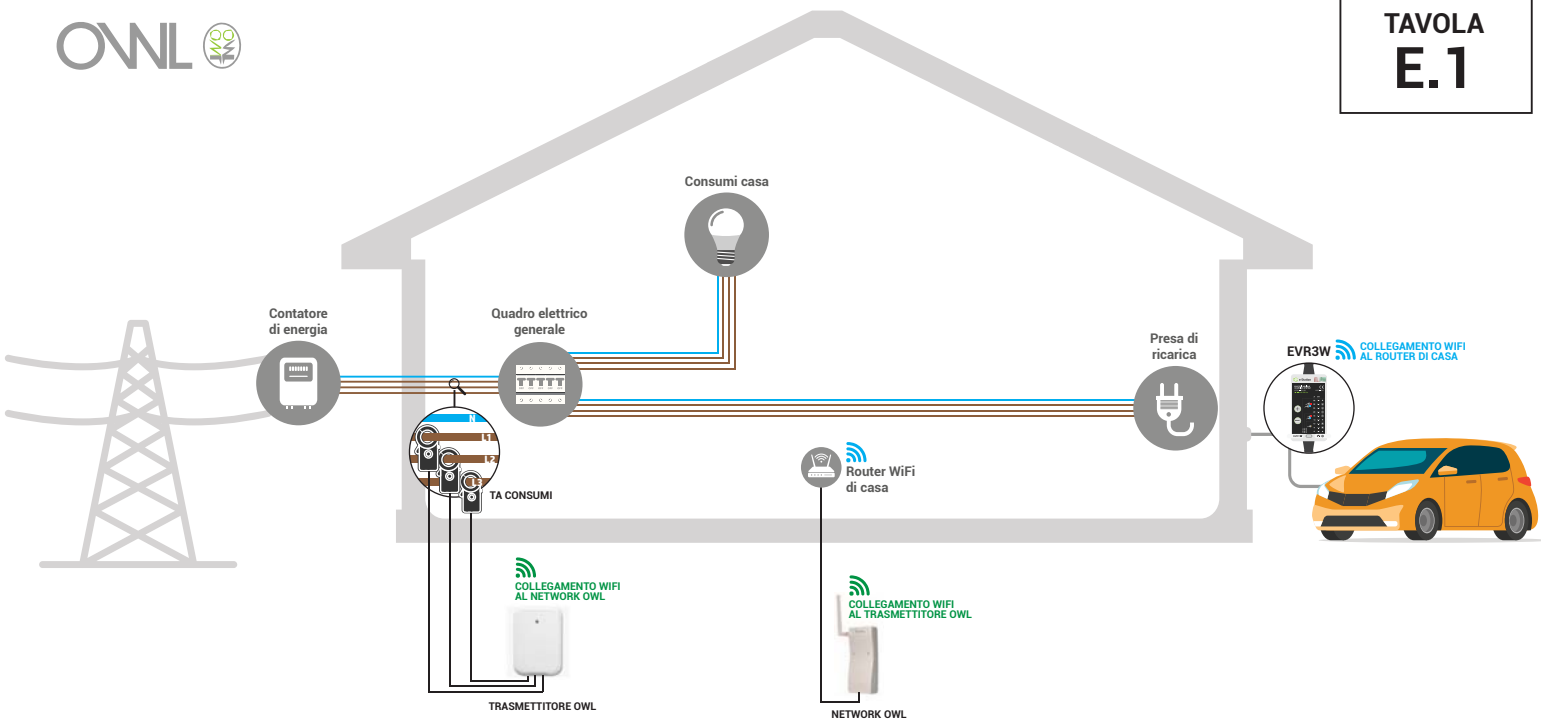 OWL
TAVOLA
E.1
Consumi casa
Contatore
di energia
Quadro elettrico
generale
Presa di
ricarica
EVR3W
COLLEGAMENTO WIFI
AL ROUTER DI CASA
N
L1
L2
L3
TA CONSUMI
Router WiFi
di casa
COLLEGAMENTO WIFI
AL NETWORK OWL
COLLEGAMENTO WIFI
AL TRASMETTITORE OWL
TRASMETTITORE OWL
NETWORK OWL